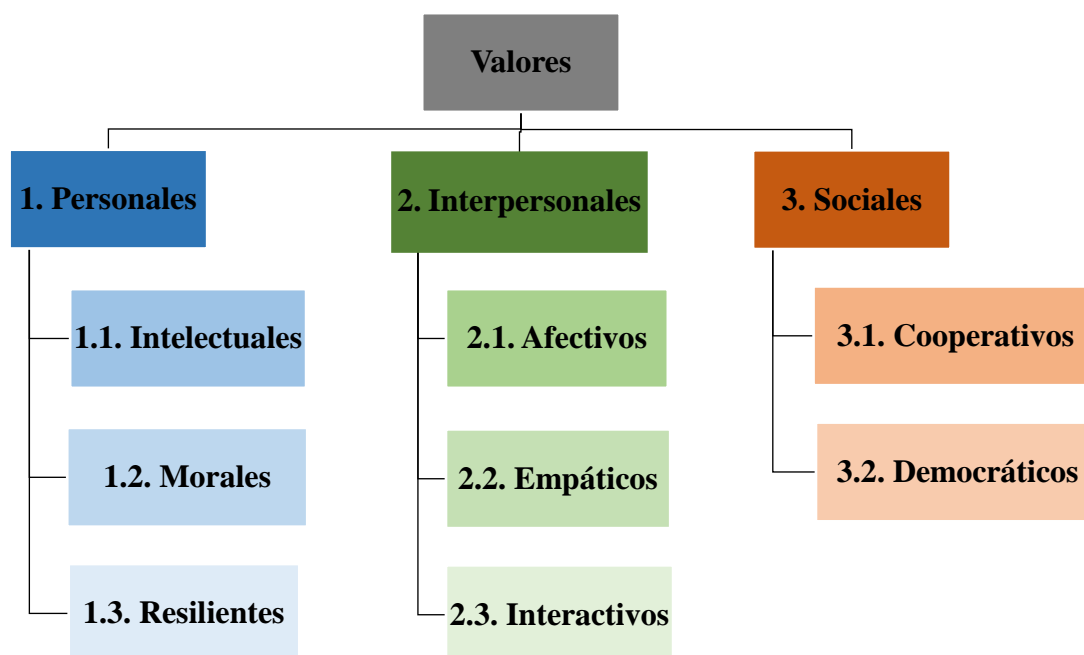 Valores
1. Personales
2. Interpersonales
3. Sociales
1.1. Intelectuales
2.1. Afectivos
3.1. Cooperativos
1.2. Morales
2.2. Empáticos
3.2. Democráticos
1.3. Resilientes
2.3. Interactivos